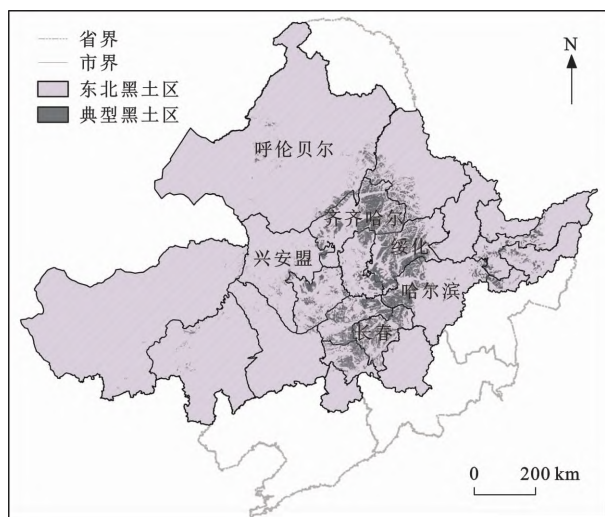 省界
市界
东北黑土区
典型黑土区
N
呼伦贝尔
齐齐哈尔
绥化
兴安盟
哈尔滨
长春
0 200 km